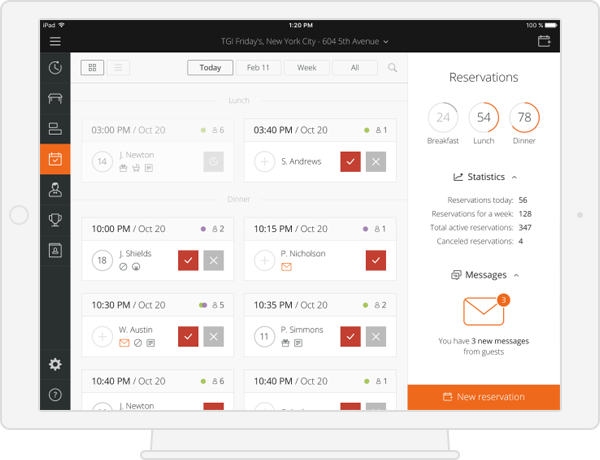 iPad
1:20 PM
100 %
TGI Friday's, New York City - 604 5th Avenue
Today
Feb 11
Week
All
Lunch
03:00 PM / Oct 20
6
14
J. Newton
03:40 PM / Oct 20
1
S. Andrews
Dinner
10:00 PM / Oct 20
2
18
J. Shields
10:15 PM / Oct 20
1
P. Nicholson
10:30 PM / Oct 20
5
W. Austin
10:35 PM / Oct 20
2
11
P. Simmons
10:40 PM / Oct 20
6
J. Newton
10:40 PM / Oct 20
1
Reservations
24
54
78
Breakfast
Lunch
Dinner
Statistics
Reservations today: 56
Reservations for a week: 128
Total active reservations: 347
Canceled reservations: 4
Messages
3
You have 3 new messages
from guests
New reservation
?